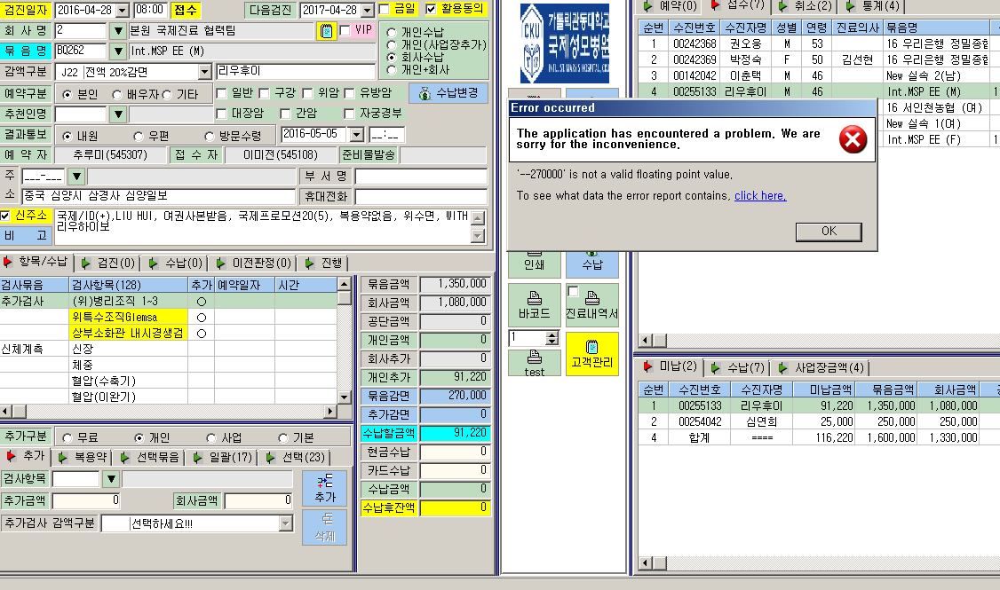 검진일자 2016-04-28 08:00 접수 다음검진 2017-04-28 금일 활용동의
회 사 명 2 본원 국제진료 협력팀 VIP
개인수납
개인(사업장추가)
회사수납
개인+회사
묶 음 명 BQ262 Int.MSP EE (M)
감액구분 J22 전액 20%감면 리우후이
예약구분 본인 배우자 기타 일반 구강 위암 유방암 수납변경
추천인명 대장암 간암 자궁경부
결과통보 내원 우편 방문수령 2016-05-05 __:__
예 약 자 추루미(545307) 접 수 자 이미전(545108) 준비물발송
주 소 ___-___ 부 서 명
중국 심양시 삼경사 심양일보 휴대전화
신주소 국제/ID(+),LIU HUI, 여권사본받음, 국제프로모션20(5), 복용약없음, 위수면, WITH
비 고 리우하이보
항목/수납 검진(0) 수납(0) 이전판정(0) 진행
검사묶음 검사항목(128) 추가 예약일자 시간
추가검사 (위)병리조직 1~3 ○
위특수조직Giemsa ○
상부소화관 내시경생검 ○
신체계측 신장
체중
혈압(수축기)
혈압(이완기)
묶음금액 1,350,000
회사금액 1,080,000
공단금액 0
개인금액 0
회사추가 0
개인추가 91,220
묶음감면 270,000
추가감면 0
수납할금액 91,220
현금수납 0
카드수납 0
수납금액 0
수납후잔액 0
추가구분 무료 개인 사업 기본
추가 복용약 선택묶음 일괄(17) 선택(23)
검사항목 추가
추가금액 0 회사금액 0
추가검사 감액구분 선택하세요!!! 삭제
CKU
가톨릭관동대학교
국제성모병원
INT. ST. MARY'S HOSPITAL, CKU
인쇄 수납
바코드 진료내역서
1
test 고객관리
예약(0) 접수(7) 취소(2) 통계(4)
순번 수진번호 수진자명 성별 연령 진료의사 묶음명
1 00242368 권오웅 M 53 16 우리은행 정밀종합
2 00242369 박정숙 F 50 김선현 16 우리은행 정밀종합
3 00142042 이춘택 M 46 New 실속 2(남)
4 00255133 리우후이 M 46 Int.MSP EE (M)
16 서인천농협 (여)
New 실속 1(여)
Int.MSP EE (F)
Error occurred
The application has encountered a problem. We are
sorry for the inconvenience.
'--270000' is not a valid floating point value.
To see what data the error report contains, click here.
OK
미납(2) 수납(7) 사업장금액(4)
순번 수진번호 수진자명 미납금액 묶음금액 회사금액
1 00255133 리우후이 91,220 1,350,000 1,080,000
2 00254042 심연희 25,000 250,000 250,000
4 합계 ==== 116,220 1,600,000 1,330,000